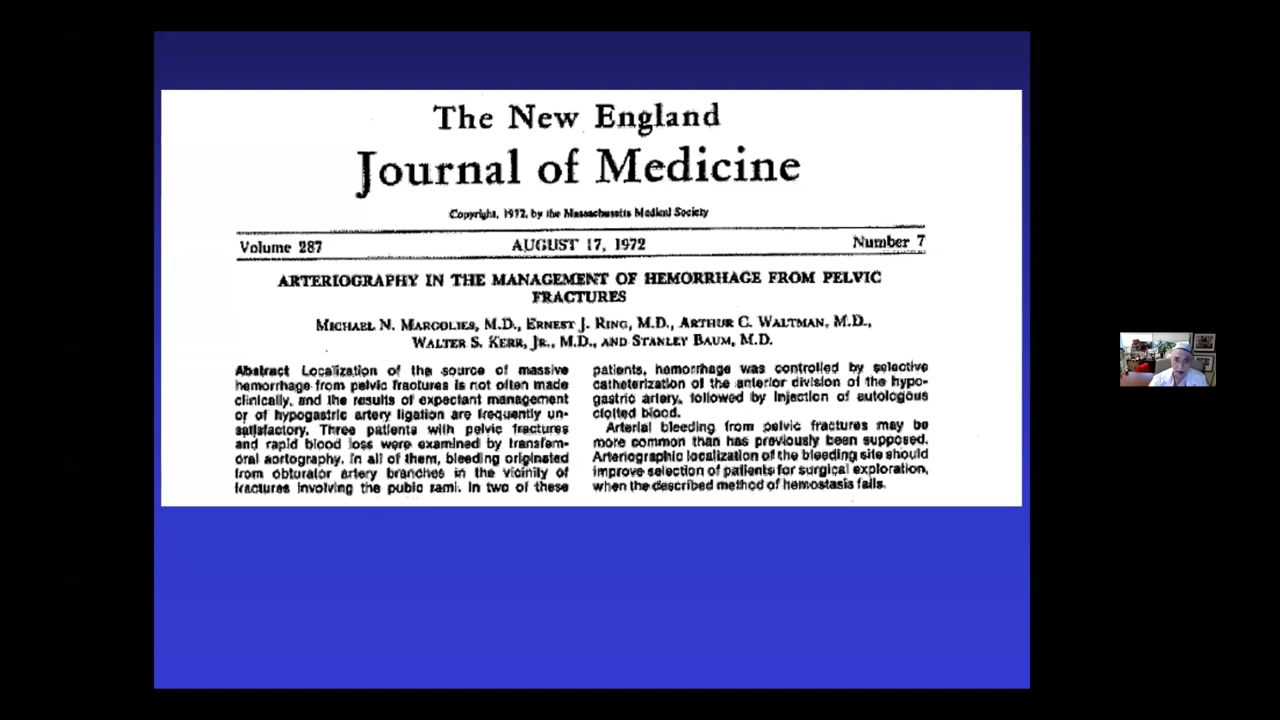 The New England
Journal of Medicine
Copyright, 1972, by the Massachusetts Medical Society
Volume 287 AUGUST 17, 1972 Number 7
ARTERIOGRAPHY IN THE MANAGEMENT OF HEMORRHAGE FROM PELVIC
FRACTURES
MICHAEL N. MARGOLIES, M.D., ERNEST J. RING, M.D., ARTHUR C. WALTMAN, M.D.,
WALTER S. KERR, JR., M.D., AND STANLEY BAUM, M.D.
Abstract Localization of the source of massive
hemorrhage from pelvic fractures is not often made
clinically, and the results of expectant management
or of hypogastric artery ligation are frequently un-
satisfactory. Three patients with pelvic fractures
and rapid blood loss were examined by transfem-
oral aortography. In all of them, bleeding originated
from obturator artery branches in the vicinity of
fractures involving the pubic rami. In two of these
patients, hemorrhage was controlled by selective
catheterization of the anterior division of the hypo-
gastric artery, followed by injection of autologous
clotted blood.
Arterial bleeding from pelvic fractures may be
more common than has previously been supposed.
Arteriographic localization of the bleeding site should
improve selection of patients for surgical exploration,
when the described method of hemostasis fails.